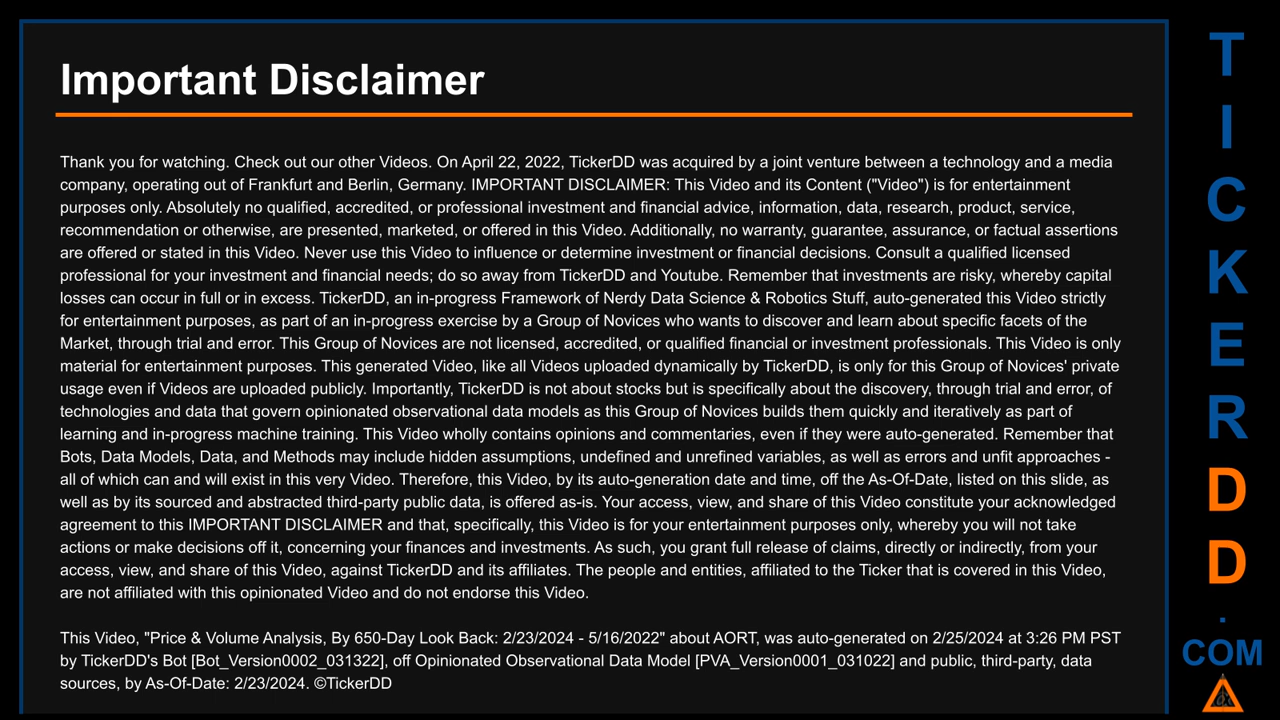 Important Disclaimer
Thank you for watching. Check out our other Videos. On April 22, 2022, TickerDD was acquired by a joint venture between a technology and a media
company, operating out of Frankfurt and Berlin, Germany. IMPORTANT DISCLAIMER: This Video and its Content ("Video") is for entertainment
purposes only. Absolutely no qualified, accredited, or professional investment and financial advice, information, data, research, product, service,
recommendation or otherwise, are presented, marketed, or offered in this Video. Additionally, no warranty, guarantee, assurance, or factual assertions
are offered or stated in this Video. Never use this Video to influence or determine investment or financial decisions. Consult a qualified licensed
professional for your investment and financial needs; do so away from TickerDD and Youtube. Remember that investments are risky, whereby capital
losses can occur in full or in excess. TickerDD, an in-progress Framework of Nerdy Data Science & Robotics Stuff, auto-generated this Video strictly
for entertainment purposes, as part of an in-progress exercise by a Group of Novices who wants to discover and learn about specific facets of the
Market, through trial and error. This Group of Novices are not licensed, accredited, or qualified financial or investment professionals. This Video is only
material for entertainment purposes. This generated Video, like all Videos uploaded dynamically by TickerDD, is only for this Group of Novices' private
usage even if Videos are uploaded publicly. Importantly, TickerDD is not about stocks but is specifically about the discovery, through trial and error, of
technologies and data that govern opinionated observational data models as this Group of Novices builds them quickly and iteratively as part of
learning and in-progress machine training. This Video wholly contains opinions and commentaries, even if they were auto-generated. Remember that
Bots, Data Models, Data, and Methods may include hidden assumptions, undefined and unrefined variables, as well as errors and unfit approaches -
all of which can and will exist in this very Video. Therefore, this Video, by its auto-generation date and time, off the As-Of-Date, listed on this slide, as
well as by its sourced and abstracted third-party public data, is offered as-is. Your access, view, and share of this Video constitute your acknowledged
agreement to this IMPORTANT DISCLAIMER and that, specifically, this Video is for your entertainment purposes only, whereby you will not take
actions or make decisions off it, concerning your finances and investments. As such, you grant full release of claims, directly or indirectly, from your
access, view, and share of this Video, against TickerDD and its affiliates. The people and entities, affiliated to the Ticker that is covered in this Video,
are not affiliated with this opinionated Video and do not endorse this Video.
This Video, "Price & Volume Analysis, By 650-Day Look Back: 2/23/2024 - 5/16/2022" about AORT, was auto-generated on 2/25/2024 at 3:26 PM PST
by TickerDD's Bot [Bot_Version0002_031322], off Opinionated Observational Data Model [PVA_Version0001_031022] and public, third-party, data
sources, by As-Of-Date: 2/23/2024. ©TickerDD
T
I
C
K
E
R
D
D
.
COM